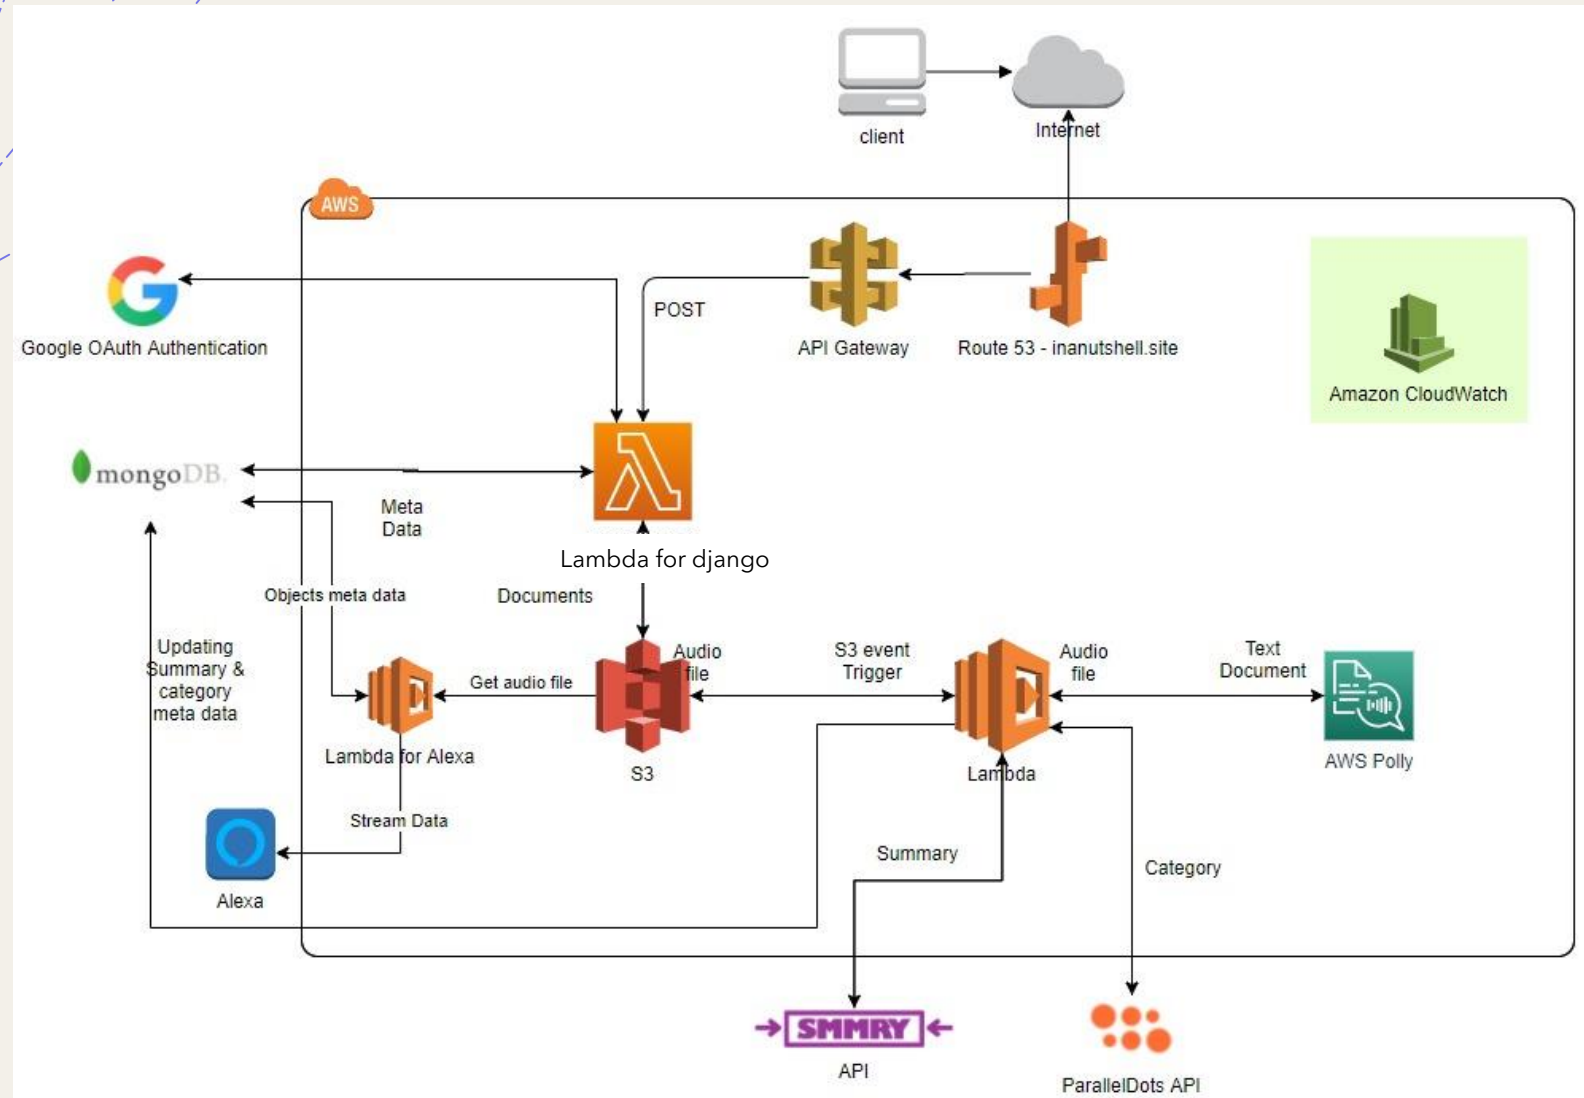 client
Internet
AWS
POST
API Gateway
Route 53 - inanutshell.site
Google OAuth Authentication
Amazon CloudWatch
mongoDB.
Meta
Data
Lambda for django
Objects meta data
Documents
Updating
Summary &
category
meta data
Get audio file
Audio
file
S3 event
Trigger
Audio
file
Text
Document
Lambda for Alexa
S3
Lambda
AWS Polly
Stream Data
Alexa
Summary
Category
SMMRY
API
ParallelDots API